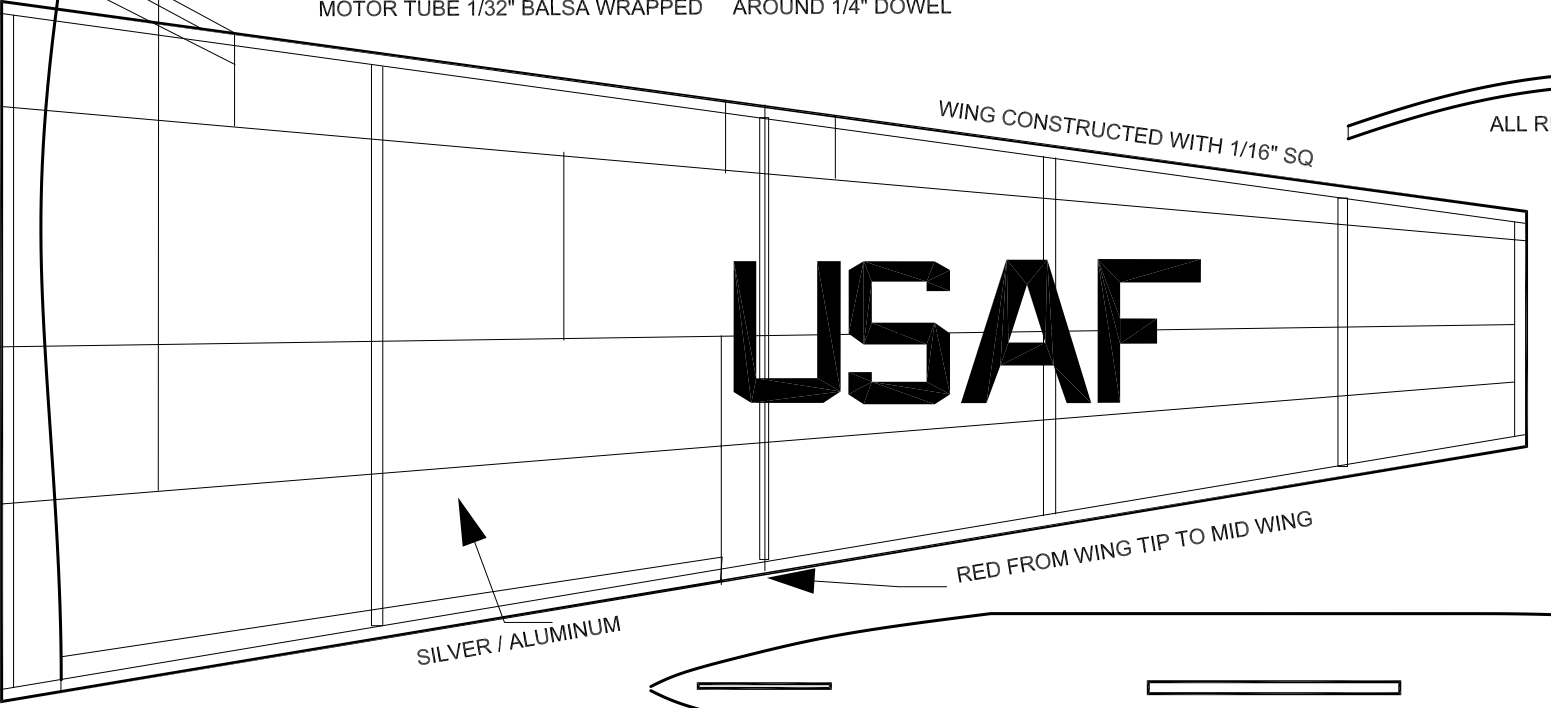 MOTOR TUBE 1/32" BALSA WRAPPED AROUND 1/4" DOWEL
WING CONSTRUCTED WITH 1/16" SQ
ALL R
USAF
RED FROM WING TIP TO MID WING
SILVER / ALUMINUM